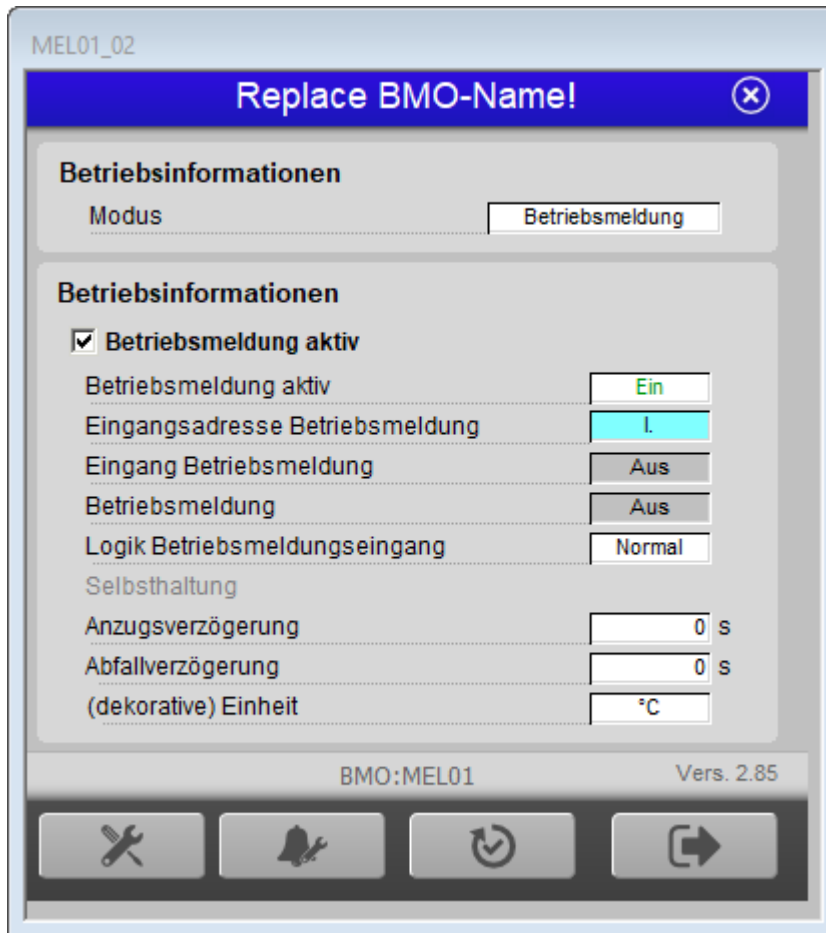 MEL01_02
Replace BMO-Name!
Betriebsinformationen
Modus Betriebsmeldung
Betriebsinformationen
Betriebsmeldung aktiv
Betriebsmeldung aktiv Ein
Eingangsadresse Betriebsmeldung I.
Eingang Betriebsmeldung Aus
Betriebsmeldung Aus
Logik Betriebsmeldungseingang Normal
Selbsthaltung
Anzugsverzögerung 0 s
Abfallverzögerung 0 s
(dekorative) Einheit °C
BMO:MEL01 Vers. 2.85